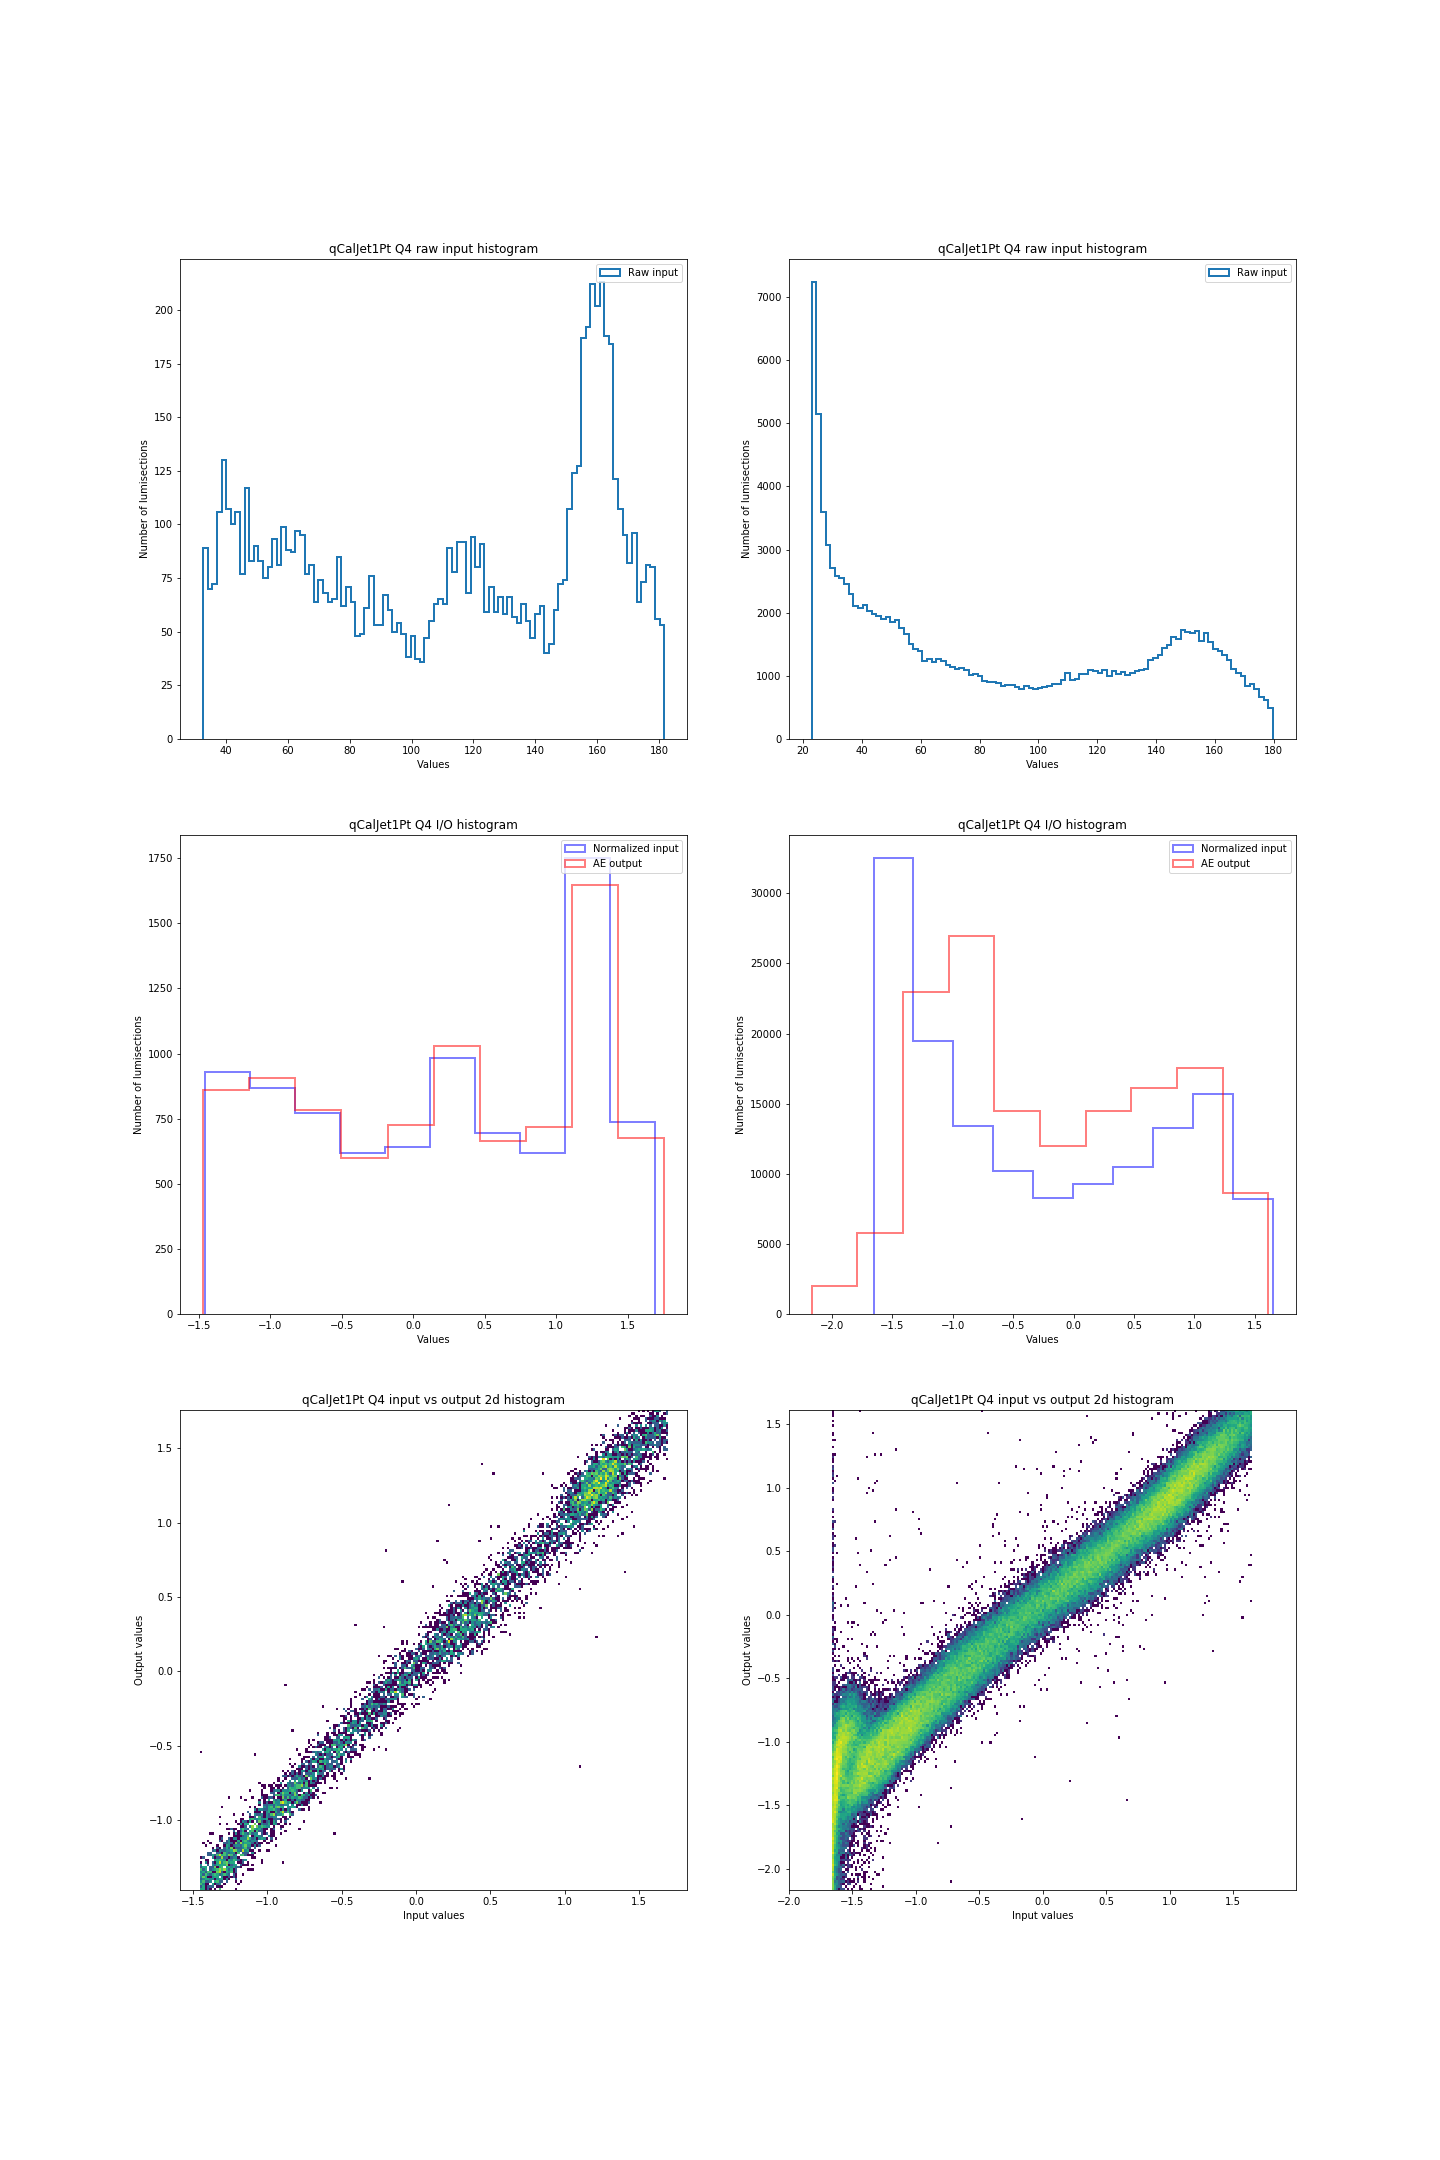 qCalJet1Pt Q4 raw input histogram
Raw input
Number of lumisections
200
175
150
125
100
75
50
25
0
40 60 80 100 120 140 160 180
Values
qCalJet1Pt Q4 raw input histogram
Raw input
Number of lumisections
7000
6000
5000
4000
3000
2000
1000
0
20 40 60 80 100 120 140 160 180
Values
qCalJet1Pt Q4 I/O histogram
Normalized input
AE output
Number of lumisections
1750
1500
1250
1000
750
500
250
0
−1.5 −1.0 −0.5 0.0 0.5 1.0 1.5
Values
qCalJet1Pt Q4 I/O histogram
Normalized input
AE output
Number of lumisections
30000
25000
20000
15000
10000
5000
0
−2.0 −1.5 −1.0 −0.5 0.0 0.5 1.0 1.5
Values
qCalJet1Pt Q4 input vs output 2d histogram
Output values
1.5
1.0
0.5
0.0
−0.5
−1.0
−1.5 −1.0 −0.5 0.0 0.5 1.0 1.5
Input values
qCalJet1Pt Q4 input vs output 2d histogram
Output values
1.5
1.0
0.5
0.0
−0.5
−1.0
−1.5
−2.0
−2.0 −1.5 −1.0 −0.5 0.0 0.5 1.0 1.5
Input values